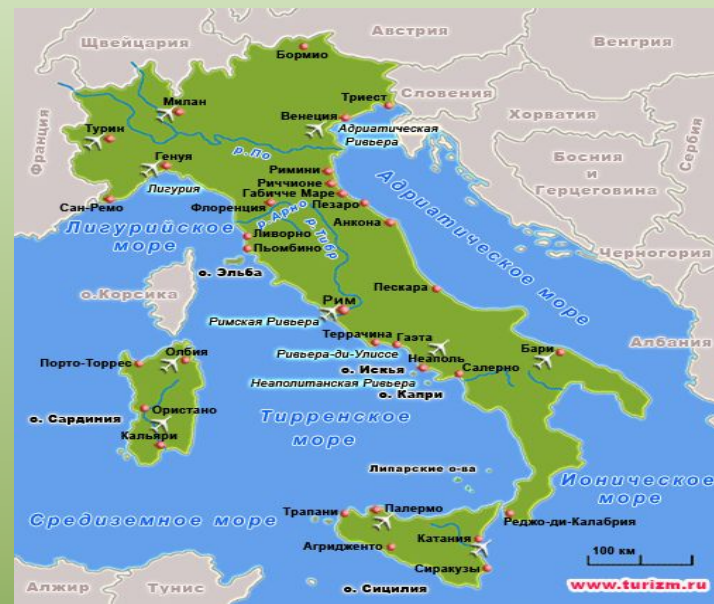 Швейцария
Австрия
Венгрия
Бормио
Словения
Милан
Триест
Хорватия
Венеция
Турин
Адриатическая
Ривьера
Франция
Сербия
р.По
Босния
и
Герцеговина
Генуя
Римини
Лигурия
Риччионе
Габичче Маре
Адриатическое море
Сан-Ремо
Флоренция
Пезаро
р.Арно
р.Тибр
Анкона
Лигурийское
море
Ливорно
Пьомбино
Черногория
о. Эльба
о.Корсика
Пескара
Рим
Римская Ривьера
Албания
Террачина
Гаэта
Бари
Олбия
Порто-Торрес
Ривьера-ди-Улиссе
Неаполь
о. Искья
Салерно
Неаполитанская Ривьера
о. Капри
Ористано
о. Сардиния
Тирренское
море
Кальяри
Липарские о-ва
Ионическое
море
Средиземное море
Трапани
Палермо
Реджо-ди-Калабрия
Агридженто
Катания
100 км
Сиракузы
Алжир
Тунис
о. Сицилия
www.turizm.ru